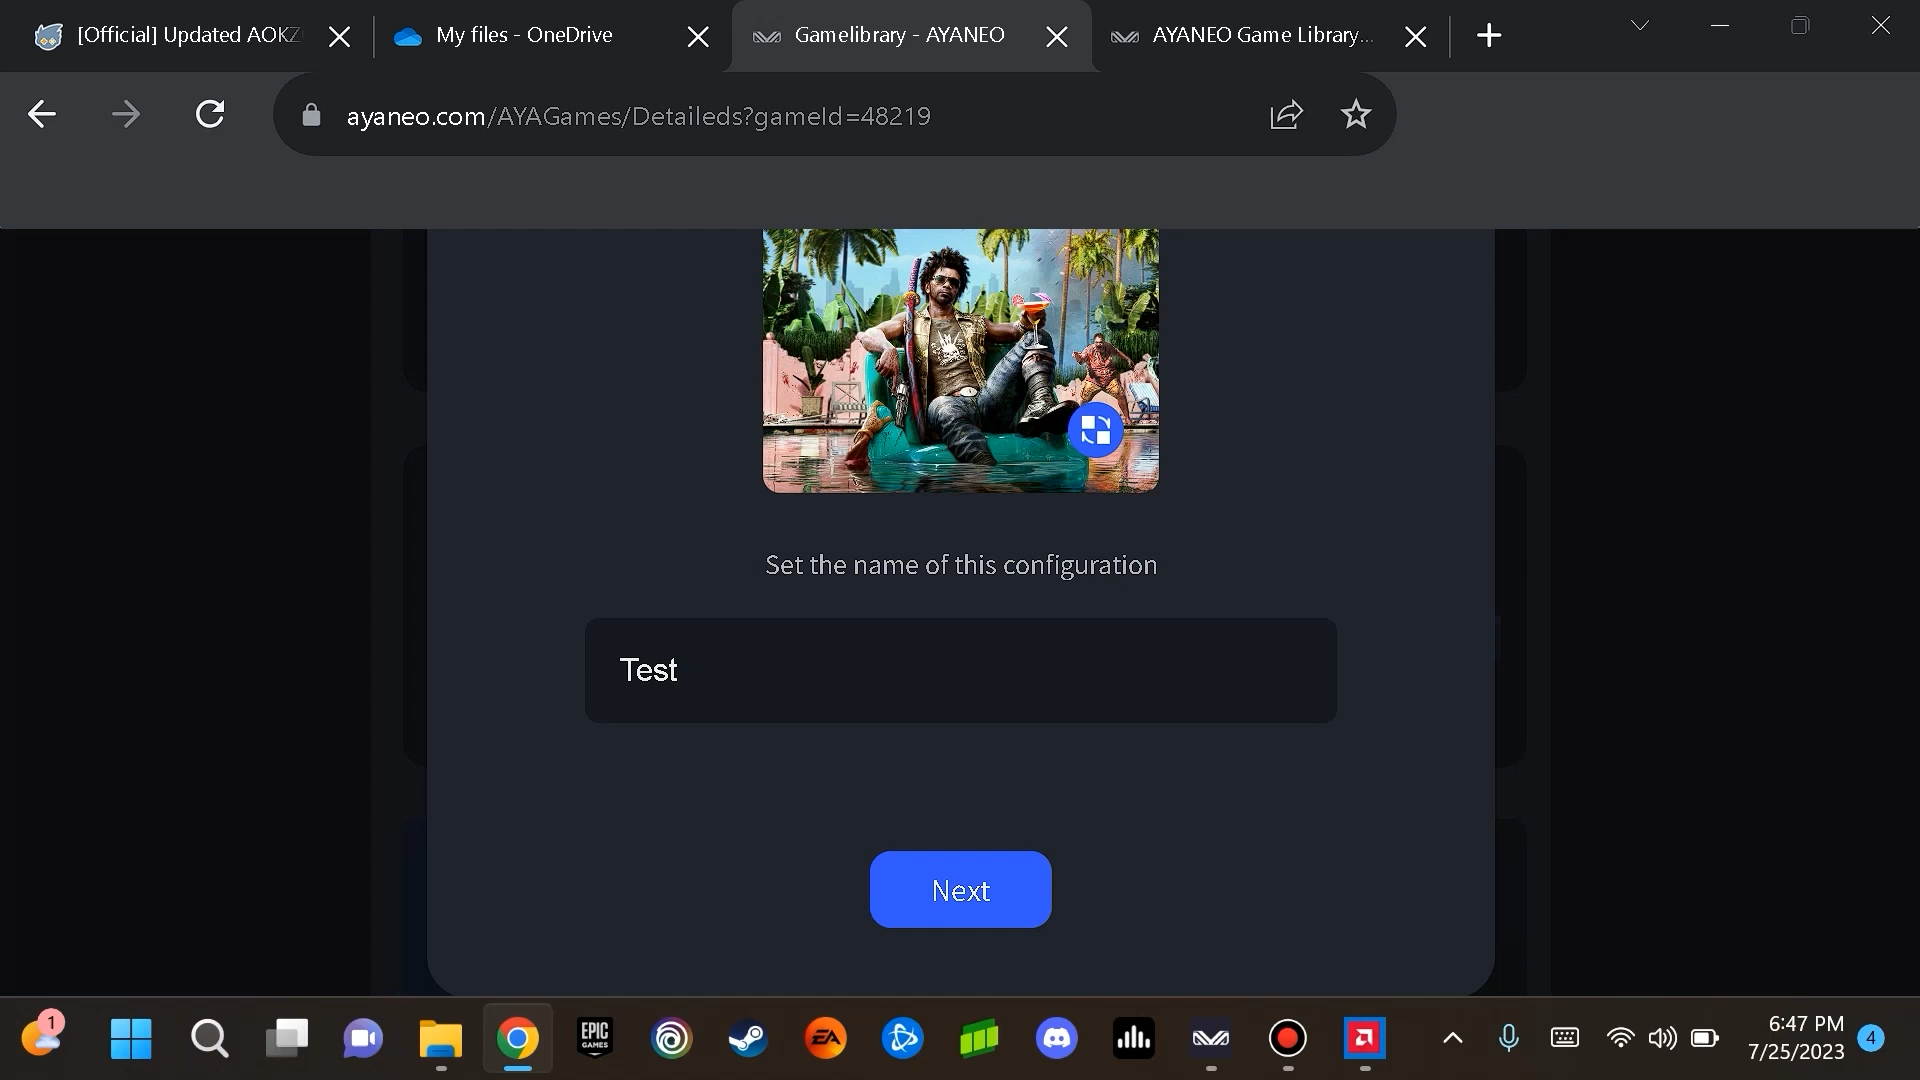 [Official] Updated AOKZ
My files - OneDrive
Gamelibrary - AYANEO
AYANEO Game Library...
ayaneo.com/AYAGames/Detaileds?gameId=48219
Set the name of this configuration
Test
Next
1
EPIC
GAMES
EA
6:47 PM
7/25/2023
4